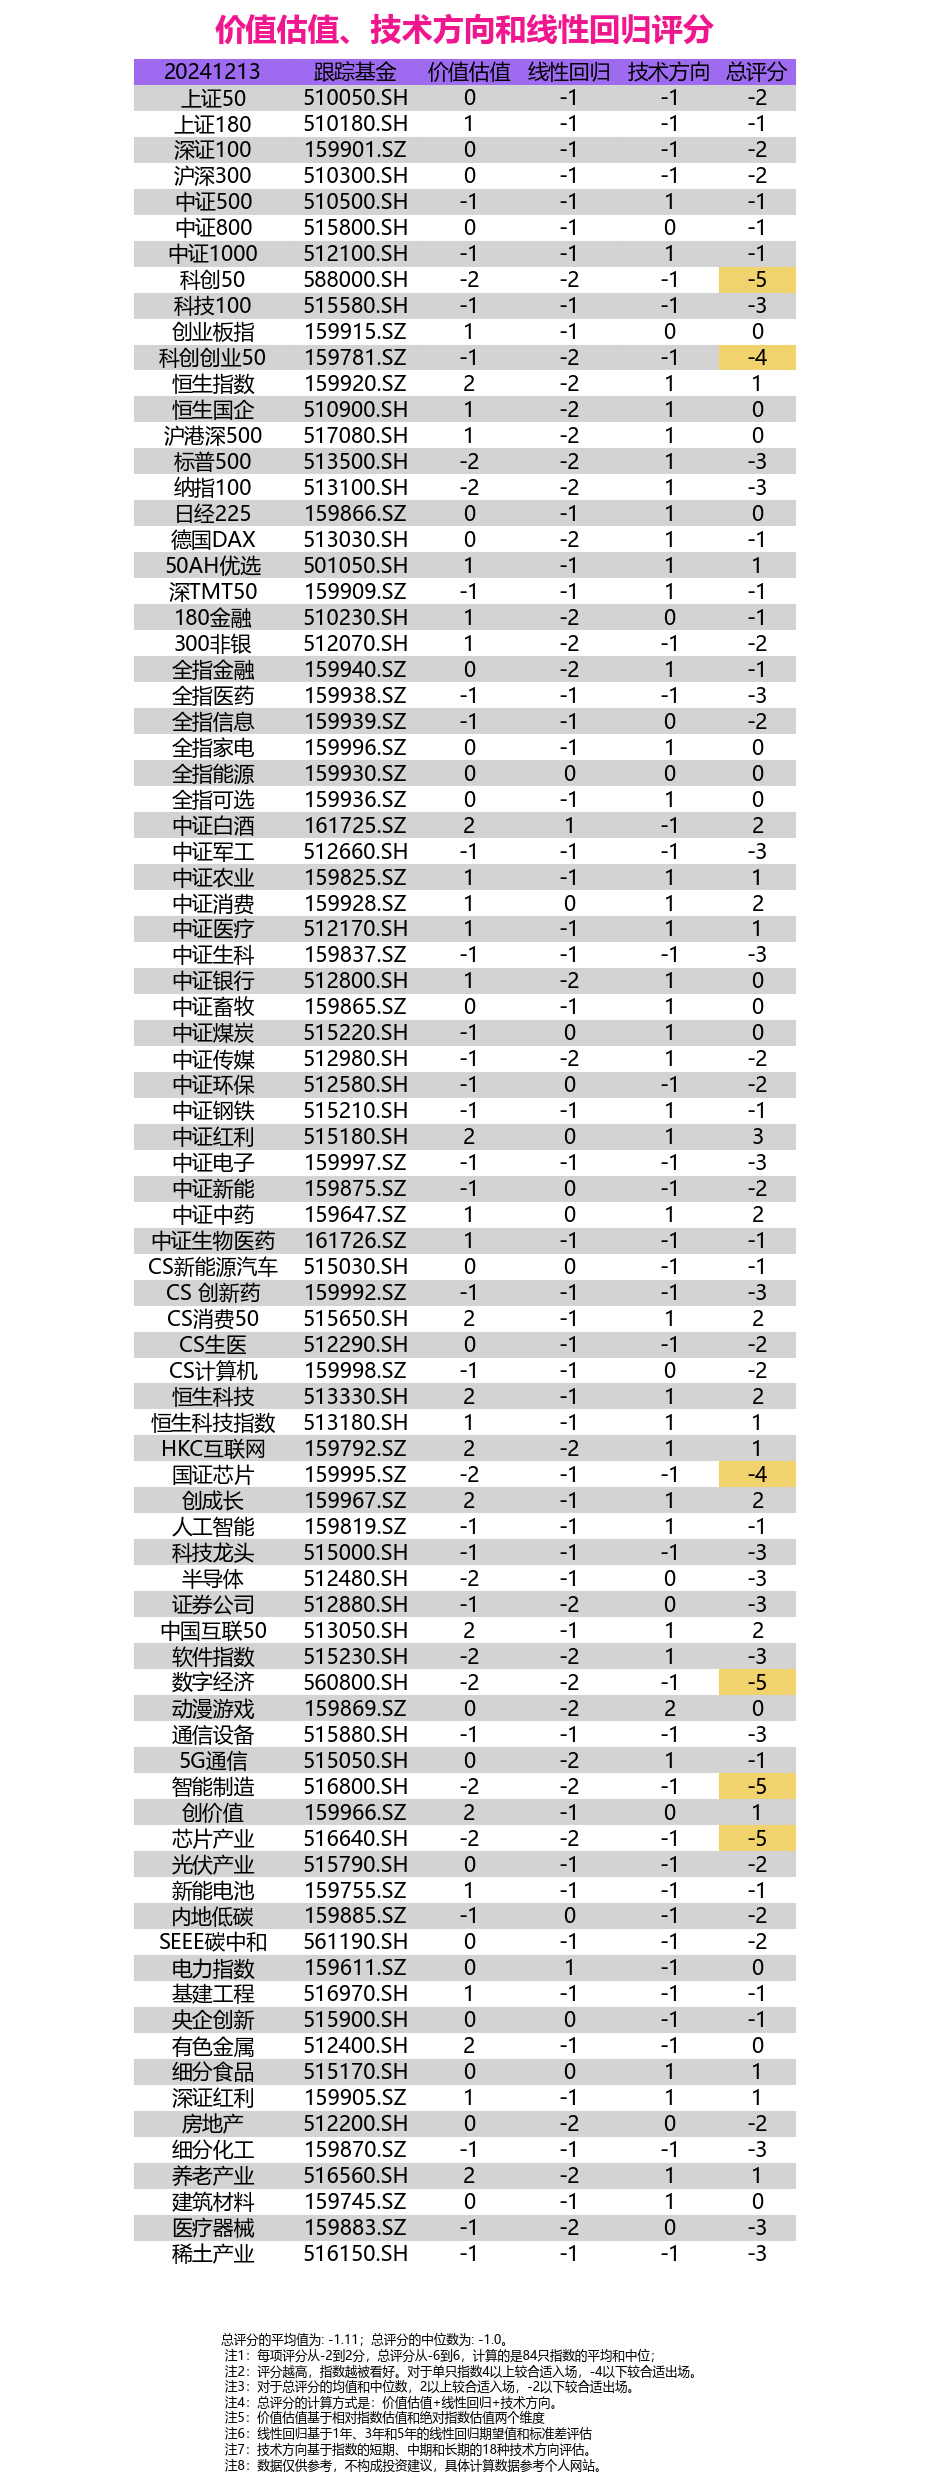 价值估值、技术方向和线性回归评分
20241213 跟踪基金 价值估值 线性回归 技术方向 总评分
上证50 510050.SH 0 -1 -1 -2
上证180 510180.SH 1 -1 -1 -1
深证100 159901.SZ 0 -1 -1 -2
沪深300 510300.SH 0 -1 -1 -2
中证500 510500.SH -1 -1 1 -1
中证800 515800.SH 0 -1 0 -1
中证1000 512100.SH -1 -1 1 -1
科创50 588000.SH -2 -2 -1 -5
科技100 515580.SH -1 -1 -1 -3
创业板指 159915.SZ 1 -1 0 0
科创创业50 159781.SZ -1 -2 -1 -4
恒生指数 159920.SZ 2 -2 1 1
恒生国企 510900.SH 1 -2 1 0
沪港深500 517080.SH 1 -2 1 0
标普500 513500.SH -2 -2 1 -3
纳指100 513100.SH -2 -2 1 -3
日经225 159866.SZ 0 -1 1 0
德国DAX 513030.SH 0 -2 1 -1
50AH优选 501050.SH 1 -1 1 1
深TMT50 159909.SZ -1 -1 1 -1
180金融 510230.SH 1 -2 0 -1
300非银 512070.SH 1 -2 -1 -2
全指金融 159940.SZ 0 -2 1 -1
全指医药 159938.SZ -1 -1 -1 -3
全指信息 159939.SZ -1 -1 0 -2
全指家电 159996.SZ 0 -1 1 0
全指能源 159930.SZ 0 0 0 0
全指可选 159936.SZ 0 -1 1 0
中证白酒 161725.SZ 2 1 -1 2
中证军工 512660.SH -1 -1 -1 -3
中证农业 159825.SZ 1 -1 1 1
中证消费 159928.SZ 1 0 1 2
中证医疗 512170.SH 1 -1 1 1
中证生科 159837.SZ -1 -1 -1 -3
中证银行 512800.SH 1 -2 1 0
中证畜牧 159865.SZ 0 -1 1 0
中证煤炭 515220.SH -1 0 1 0
中证传媒 512980.SH -1 -2 1 -2
中证环保 512580.SH -1 0 -1 -2
中证钢铁 515210.SH -1 -1 1 -1
中证红利 515180.SH 2 0 1 3
中证电子 159997.SZ -1 -1 -1 -3
中证新能 159875.SZ -1 0 -1 -2
中证中药 159647.SZ 1 0 1 2
中证生物医药 161726.SZ 1 -1 -1 -1
CS新能源汽车 515030.SH 0 0 -1 -1
CS 创新药 159992.SZ -1 -1 -1 -3
CS消费50 515650.SH 2 -1 1 2
CS生医 512290.SH 0 -1 -1 -2
CS计算机 159998.SZ -1 -1 0 -2
恒生科技 513330.SH 2 -1 1 2
恒生科技指数 513180.SH 1 -1 1 1
HKC互联网 159792.SZ 2 -2 1 1
国证芯片 159995.SZ -2 -1 -1 -4
创成长 159967.SZ 2 -1 1 2
人工智能 159819.SZ -1 -1 1 -1
科技龙头 515000.SH -1 -1 -1 -3
半导体 512480.SH -2 -1 0 -3
证券公司 512880.SH -1 -2 0 -3
中国互联50 513050.SH 2 -1 1 2
软件指数 515230.SH -2 -2 1 -3
数字经济 560800.SH -2 -2 -1 -5
动漫游戏 159869.SZ 0 -2 2 0
通信设备 515880.SH -1 -1 -1 -3
5G通信 515050.SH 0 -2 1 -1
智能制造 516800.SH -2 -2 -1 -5
创价值 159966.SZ 2 -1 0 1
芯片产业 516640.SH -2 -2 -1 -5
光伏产业 515790.SH 0 -1 -1 -2
新能电池 159755.SZ 1 -1 -1 -1
内地低碳 159885.SZ -1 0 -1 -2
SEEE碳中和 561190.SH 0 -1 -1 -2
电力指数 159611.SZ 0 1 -1 0
基建工程 516970.SH 1 -1 -1 -1
央企创新 515900.SH 0 0 -1 -1
有色金属 512400.SH 2 -1 -1 0
细分食品 515170.SH 0 0 1 1
深证红利 159905.SZ 1 -1 1 1
房地产 512200.SH 0 -2 0 -2
细分化工 159870.SZ -1 -1 -1 -3
养老产业 516560.SH 2 -2 1 1
建筑材料 159745.SZ 0 -1 1 0
医疗器械 159883.SZ -1 -2 0 -3
稀土产业 516150.SH -1 -1 -1 -3
总评分的平均值为: -1.11；总评分的中位数为: -1.0。
注1：每项评分从-2到2分，总评分从-6到6，计算的是84只指数的平均和中位；
注2：评分越高，指数越被看好。对于单只指数4以上较合适入场，-4以下较合适出场。
注3：对于总评分的均值和中位数，2以上较合适入场，-2以下较合适出场。
注4：总评分的计算方式是：价值估值+线性回归+技术方向。
注5：价值估值基于相对指数估值和绝对指数估值两个维度
注6：线性回归基于1年、3年和5年的线性回归期望值和标准差评估
注7：技术方向基于指数的短期、中期和长期的18种技术方向评估。
注8：数据仅供参考，不构成投资建议，具体计算数据参考个人网站。